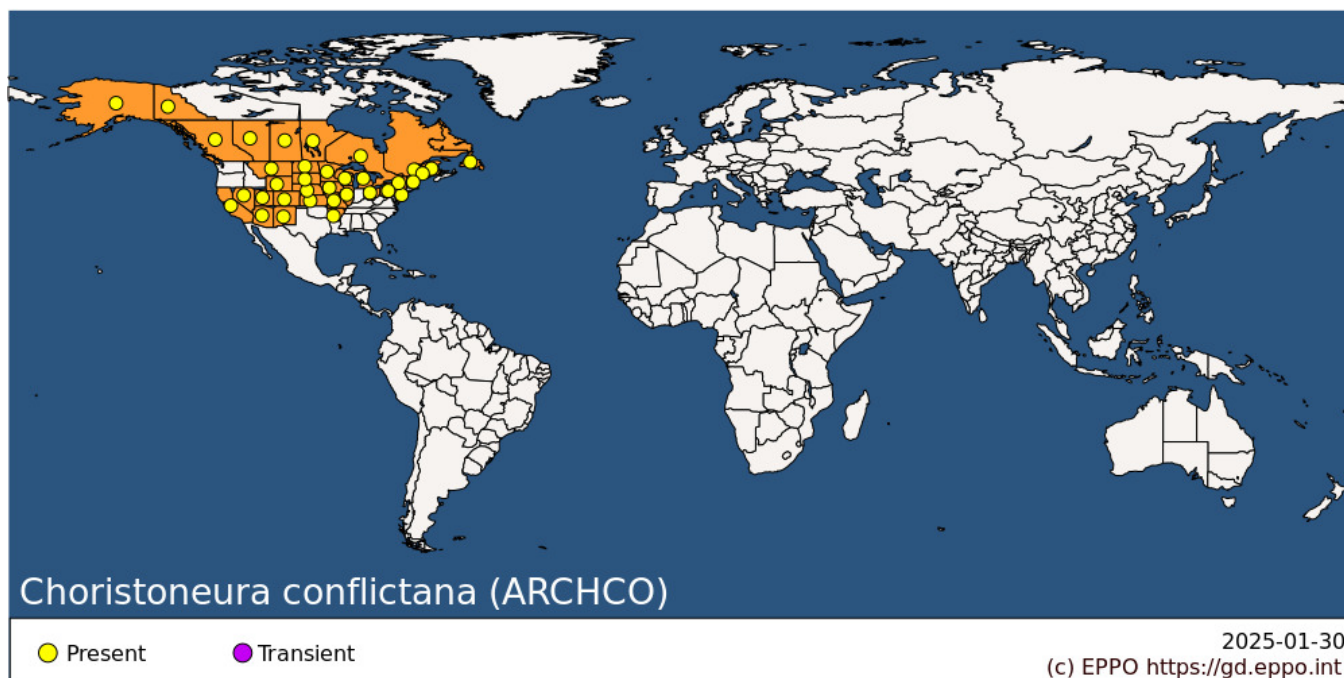 Choristoneura conflictana (ARCHCO)
Present
Transient
2025-01-30
(c) EPPO https://gd.eppo.int